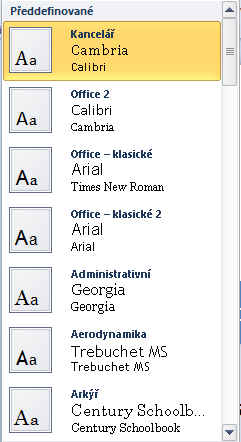 Předdefinované
Kancelář
Aa
Cambria
Calibri
Office 2
Aa
Calibri
Cambria
Office – klasické
Aa
Arial
Times New Roman
Office – klasické 2
Aa
Arial
Arial
Administrativní
Aa
Georgia
Georgia
Aerodynamika
Aa
Trebuchet MS
Trebuchet MS
Arkýř
Aa
Century Schoolb...
Century Schoolbook